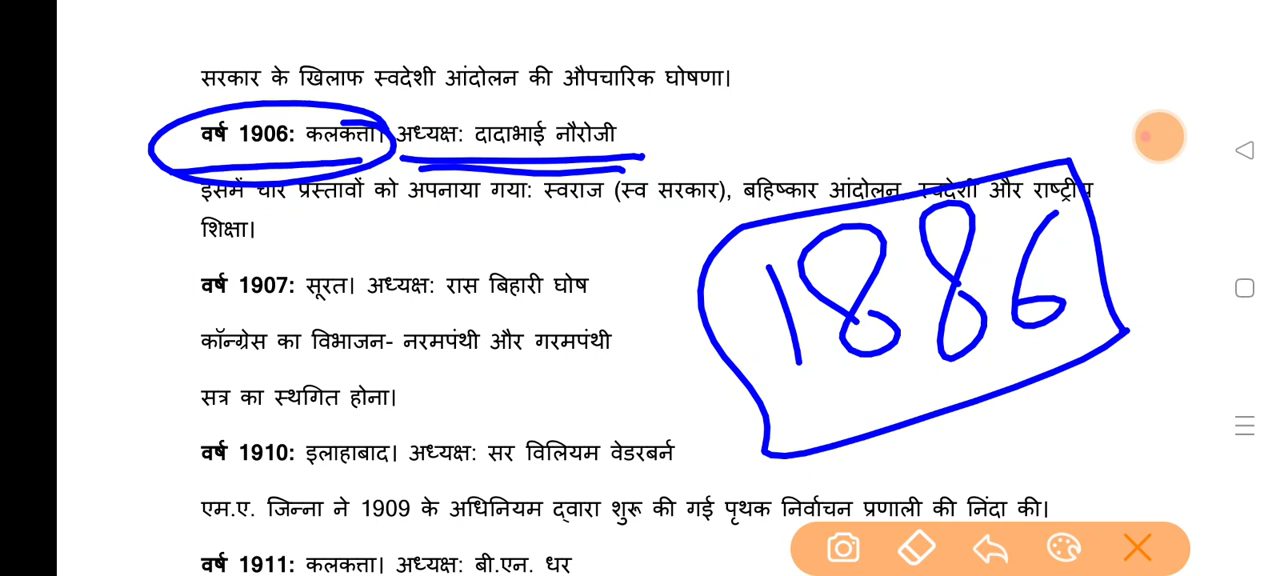 सरकार के खिलाफ स्वदेशी आंदोलन की औपचारिक घोषणा।
वर्ष 1906: कलकत्ता। अध्यक्ष: दादाभाई नौरोजी
इसमें चार प्रस्तावों को अपनाया गया: स्वराज (स्व सरकार), बहिष्कार आंदोलन, स्वदेशी और राष्ट्रीय
शिक्षा।
1886
वर्ष 1907: सूरत। अध्यक्ष: रास बिहारी घोष
कॉन्ग्रेस का विभाजन- नरमपंथी और गरमपंथी
सत्र का स्थगित होना।
वर्ष 1910: इलाहाबाद। अध्यक्ष: सर विलियम वेडरबर्न
एम.ए. जिन्ना ने 1909 के अधिनियम द्वारा शुरू की गई पृथक निर्वाचन प्रणाली की निंदा की।
वर्ष 1911: कलकत्ता। अध्यक्ष: बी.एन. धर